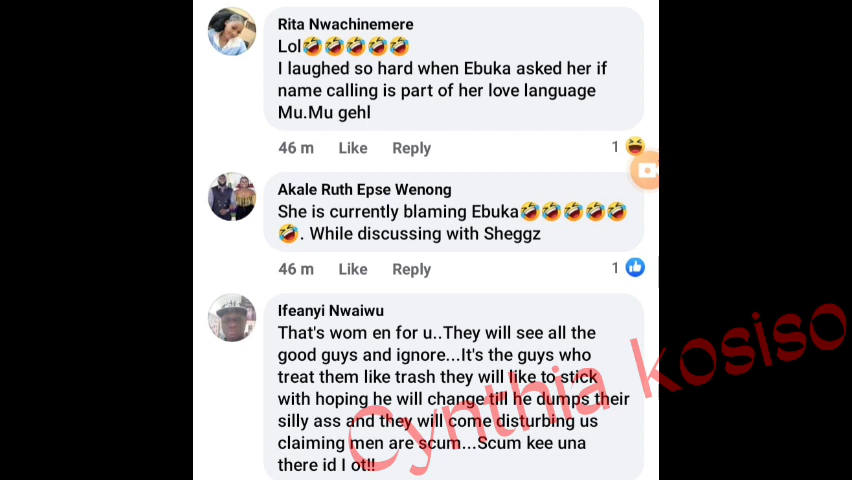 Rita Nwachinemere
Lol🤣🤣🤣🤣🤣
I laughed so hard when Ebuka asked her if
name calling is part of her love language
Mu.Mu gehl
46 m Like Reply 1
Akale Ruth Epse Wenong
She is currently blaming Ebuka🤣🤣🤣🤣🤣
🤣. While discussing with Sheggz
46 m Like Reply 1
Ifeanyi Nwaiwu
That's wom en for u..They will see all the
good guys and ignore...It's the guys who
treat them like trash they will like to stick
with hoping he will change till he dumps their
silly ass and they will come disturbing us
claiming men are scum...Scum kee una
there id I ot!!
Cynthia kosiso